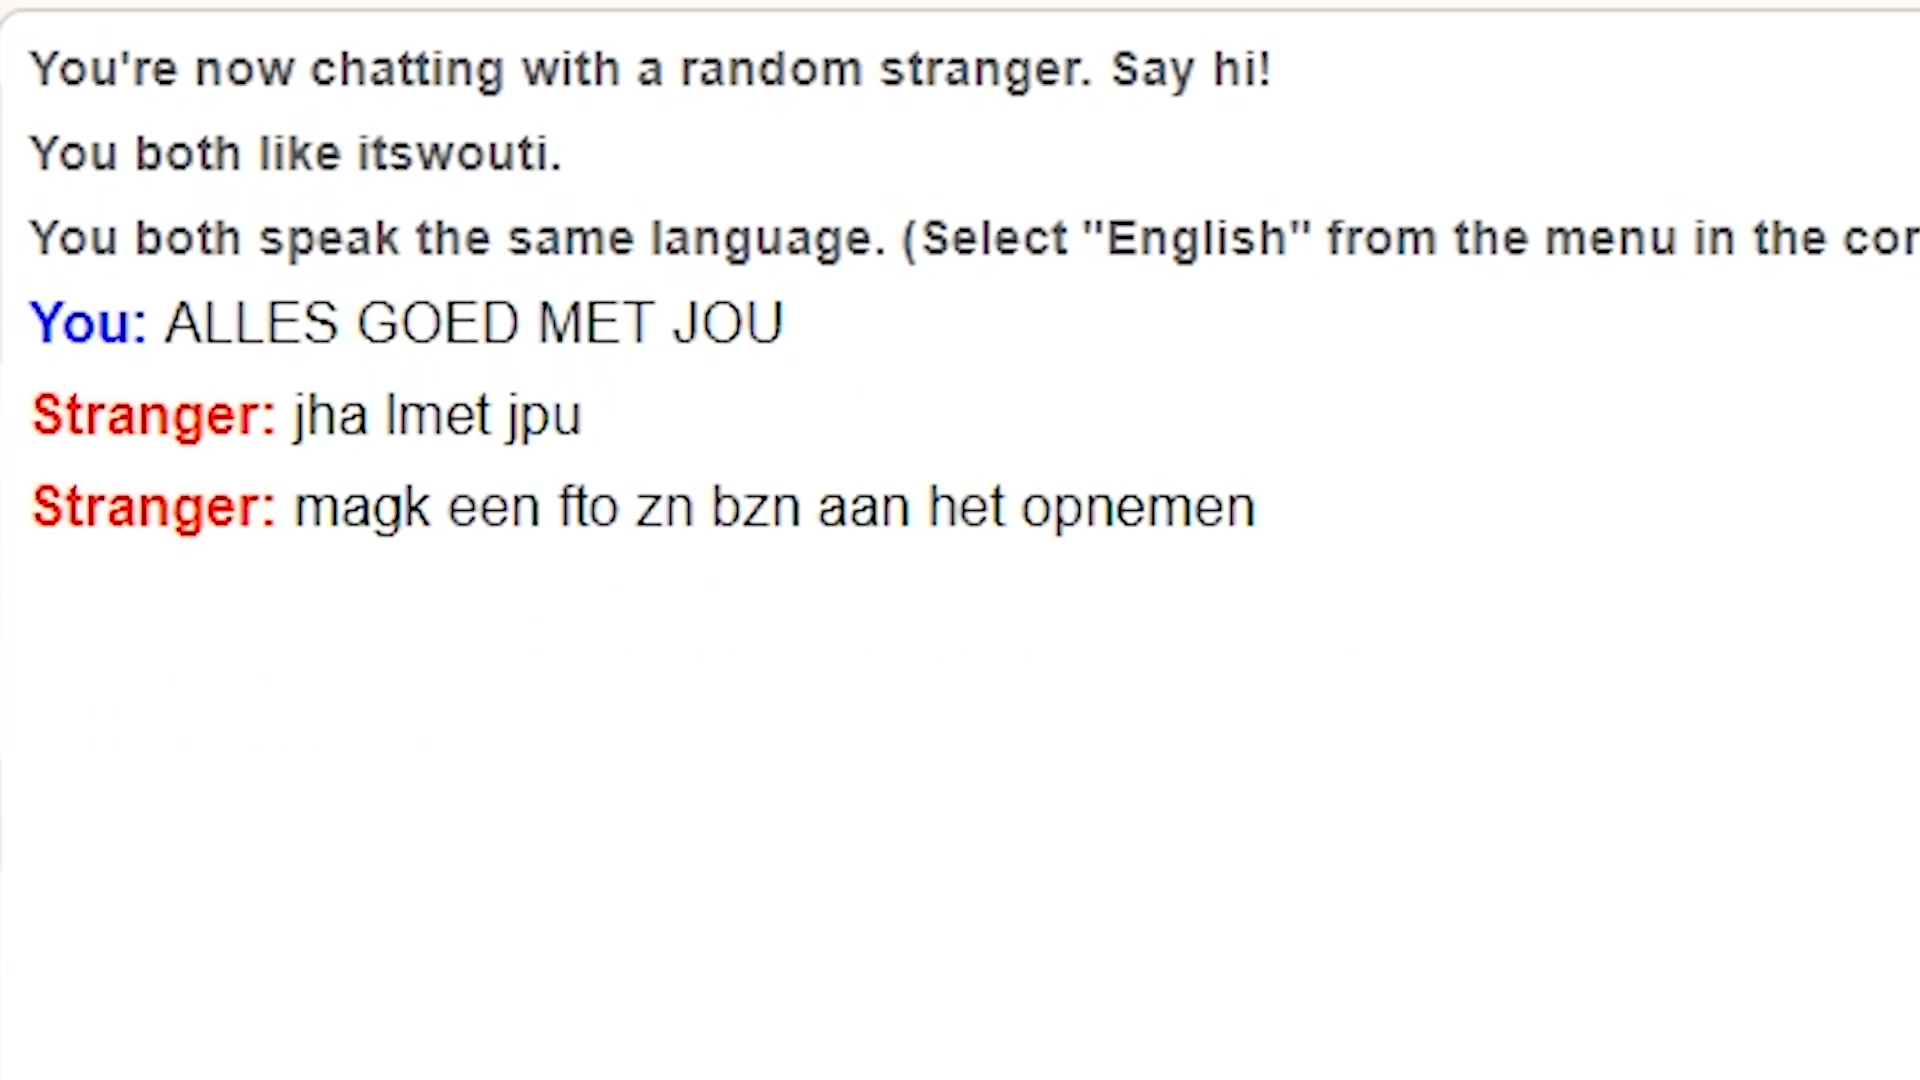 You're now chatting with a random stranger. Say hi!
You both like itswouti.
You both speak the same language. (Select "English" from the menu in the
You: ALLES GOED MET JOU
Stranger: jha lmet jpu
Stranger: magk een fto zn bzn aan het opnemen